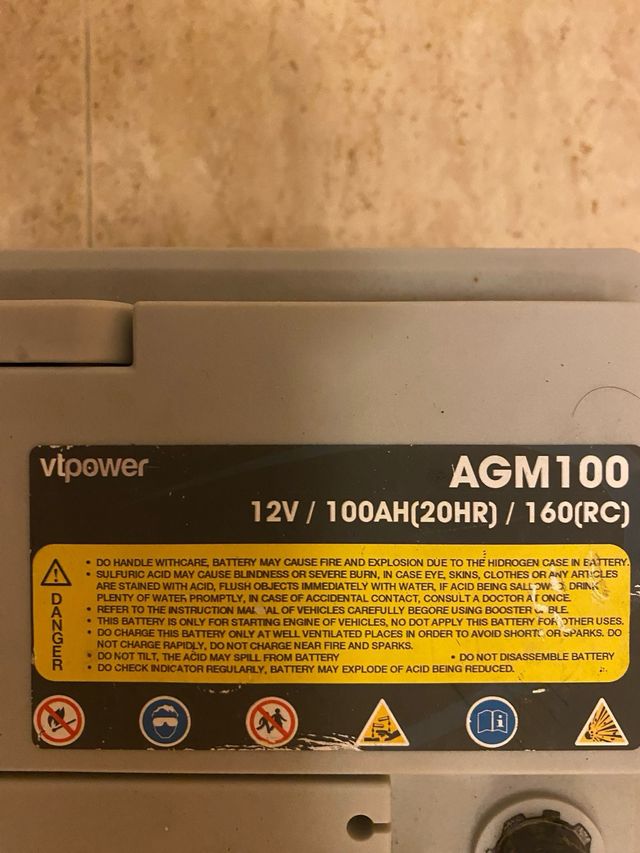 vtpower
AGM100
12V / 100AH(20HR) / 160(RC)
DANGER
• DO HANDLE WITHCARE, BATTERY MAY CAUSE FIRE AND EXPLOSION DUE TO THE HIDROGEN CASE IN BATTERY.
• SULFURIC ACID MAY CAUSE BLINDNESS OR SEVERE BURN, IN CASE EYE, SKINS, CLOTHES OR ANY ARTICLES
ARE STAINED WITH ACID, FLUSH OBJECTS IMMEDIATELY WITH WATER, IF ACID BEING SALLOWED, DRINK
PLENTY OF WATER PROMPTLY, IN CASE OF ACCIDENTAL CONTACT, CONSULT A DOCTOR AT ONCE.
• REFER TO THE INSTRUCTION OF VEHICLES CAREFULLY BEGORE USING BOOSTER
• THIS BATTERY IS ONLY FOR STARTING ENGINE OF VEHICLES, NO DOT APPLY THIS BATTERY FOR OTHER USES.
• DO CHARGE THIS BATTERY ONLY AT WELL VENTILATED PLACES IN ORDER TO AVOID SHORTS OR SPARKS. DO
NOT CHARGE RAPIDLY, DO NOT CHARGE NEAR FIRE AND SPARKS.
• DO NOT TILT, THE ACID MAY SPILL FROM BATTERY • DO NOT DISASSEMBLE BATTERY
• DO CHECK INDICATOR REGULARLY, BATTERY MAY EXPLODE OF ACID BEING REDUCED.